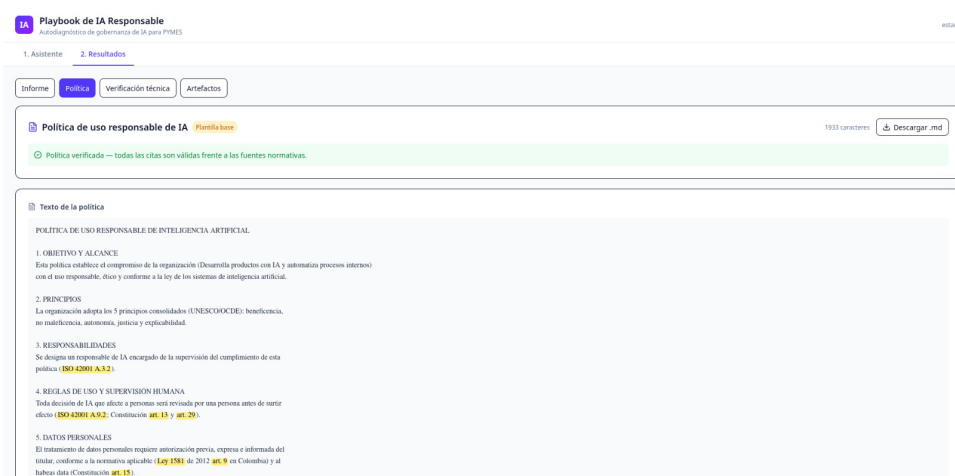 IA
Playbook de IA Responsable
Autodiagnóstico de gobernanza de IA para PYMES
1. Asistente
2. Resultados
Informe
Política
Verificación técnica
Artefactos
Política de uso responsable de IA
Plantilla base
1933 caracteres
Descargar .md
Política verificada — todas las citas son válidas frente a las fuentes normativas.
Texto de la política
POLÍTICA DE USO RESPONSABLE DE INTELIGENCIA ARTIFICIAL
1. OBJETIVO Y ALCANCE
Esta política establece el compromiso de la organización (Desarrolla productos con IA y automatiza procesos internos)
con el uso responsable, ético y conforme a la ley de los sistemas de inteligencia artificial.
2. PRINCIPIOS
La organización adopta los 5 principios consolidados (UNESCO/OCDE): beneficencia,
no maleficencia, autonomía, justicia y explicabilidad.
3. RESPONSABILIDADES
Se designa un responsable de IA encargado de la supervisión del cumplimiento de esta
política (ISO 42001 A.3.2).
4. REGLAS DE USO Y SUPERVISIÓN HUMANA
Toda decisión de IA que afecte a personas será revisada por una persona antes de surtir
efecto (ISO 42001 A.9.2; Constitución art. 13 y art. 29).
5. DATOS PERSONALES
El tratamiento de datos personales requiere autorización previa, expresa e informada del
titular, conforme a la normativa aplicable (Ley 1581 de 2012 art. 9 en Colombia) y al
habeas data (Constitución art. 15).